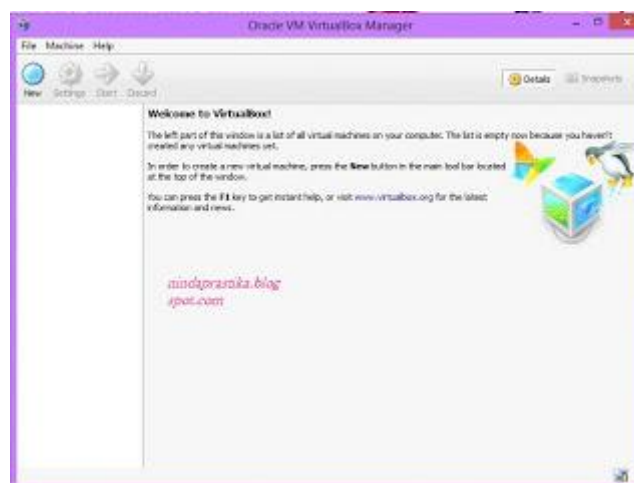 Oracle VM VirtualBox Manager
File Machine Help
New Settings Start Discard
Details Snapshots
Welcome to VirtualBox!
The left part of this window is a list of all virtual machines on your computer. The list is empty now because you haven't
created any virtual machines yet.
In order to create a new virtual machine, press the New button in the main tool bar located
at the top of the window.
You can press the F1 key to get instant help, or visit www.virtualbox.org for the latest
information and news.
nindaprastika.blog
spot.com